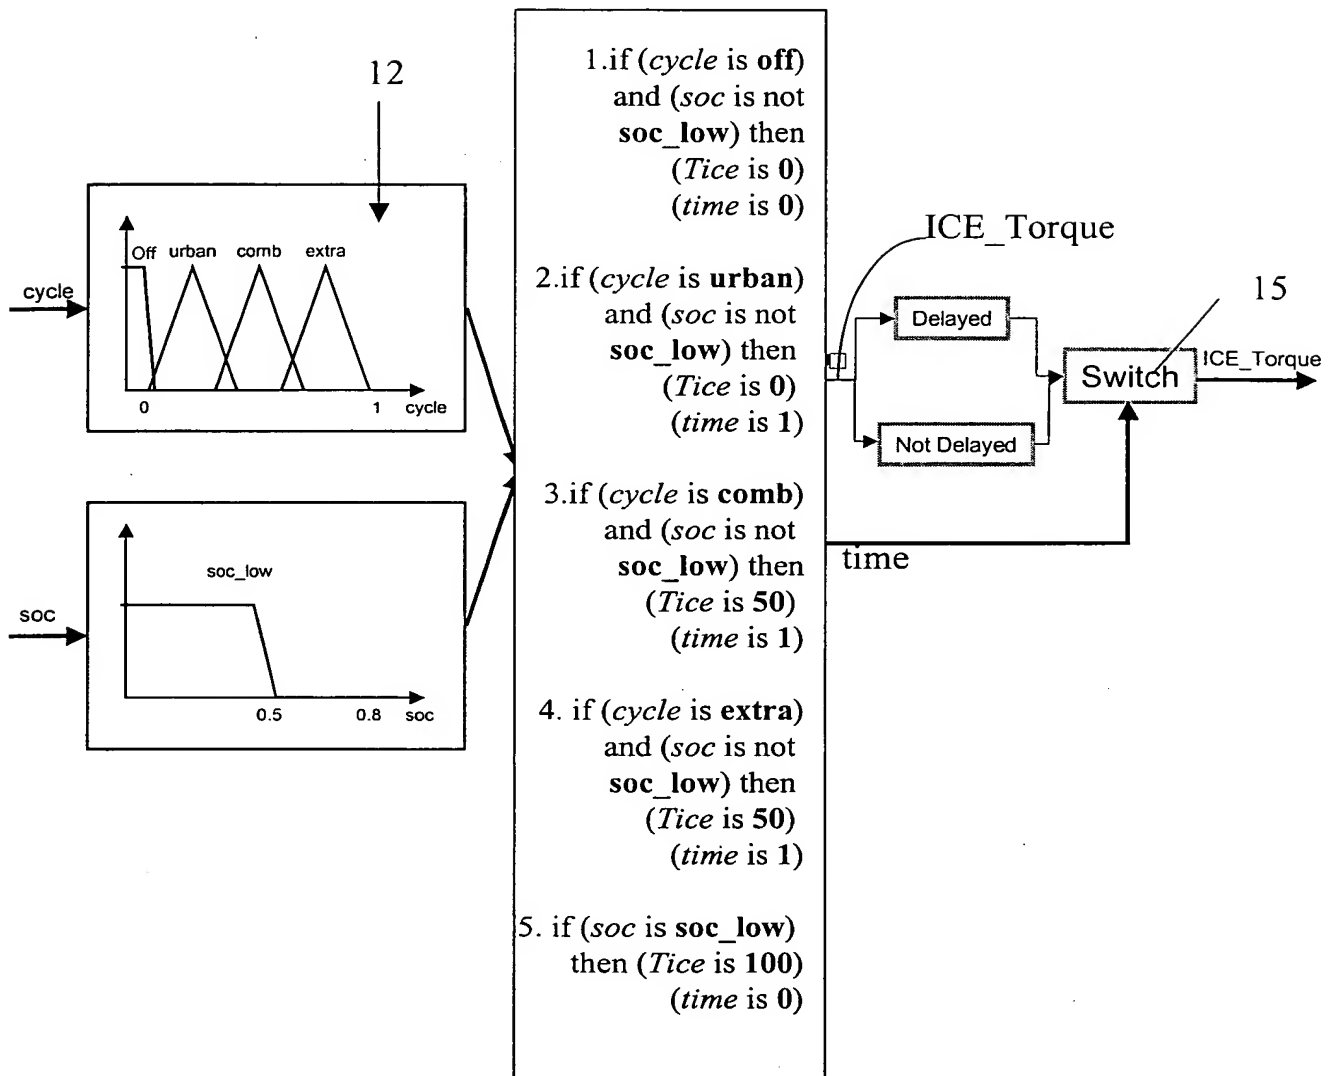 12
cycle
Off urban comb extra
0 1 cycle
soc
soc_low
0.5 0.8 soc
1.if (cycle is off)
and (soc is not
soc_low) then
(Tice is 0)
(time is 0)
2.if (cycle is urban)
and (soc is not
soc_low) then
(Tice is 0)
(time is 1)
3.if (cycle is comb)
and (soc is not
soc_low) then
(Tice is 50)
(time is 1)
4. if (cycle is extra)
and (soc is not
soc_low) then
(Tice is 50)
(time is 1)
5. if (soc is soc_low)
then (Tice is 100)
(time is 0)
ICE_Torque
Delayed
Not Delayed
15
Switch
ICE_Torque
time